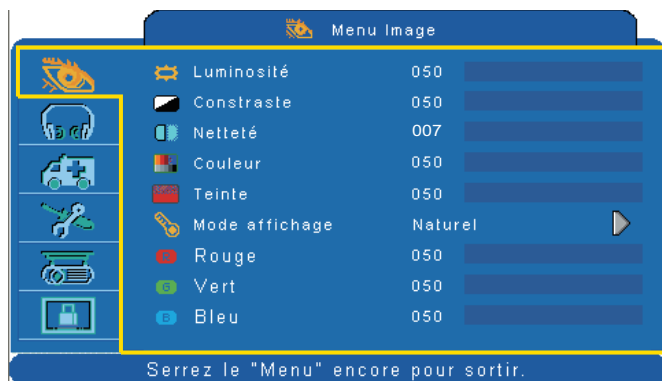 Menu Image
Luminosité 050
Constraste 050
Netteté 007
Couleur 050
Teinte 050
Mode affichage Naturel
Rouge 050
G Vert 050
B Bleu 050
Serrez le "Menu" encore pour sortir.